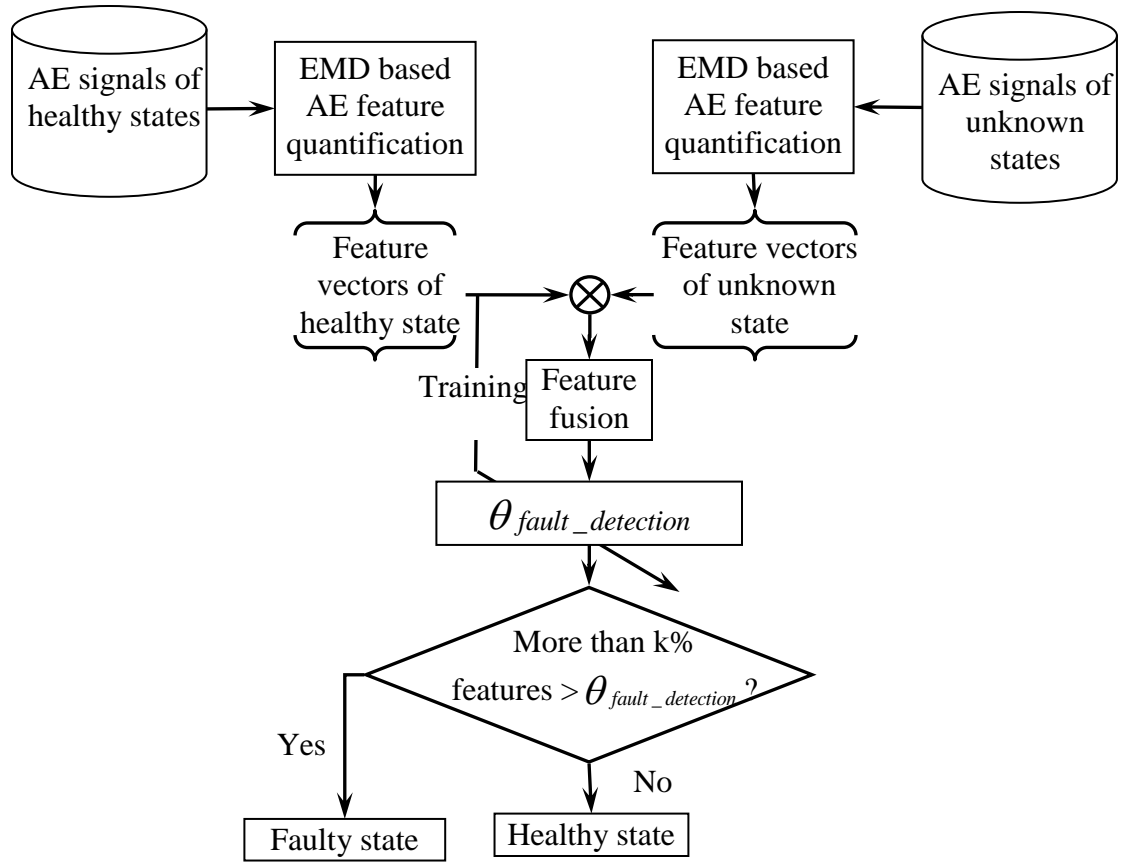 AE signals of
healthy states
EMD based
AE feature
quantification
EMD based
AE feature
quantification
AE signals of
unknown
states
Feature
vectors of
healthy state
Feature vectors
of unknown
state
Training
Feature
fusion
θ fault_detection
More than k%
features > θ fault_detection ?
Yes
No
Faulty state
Healthy state